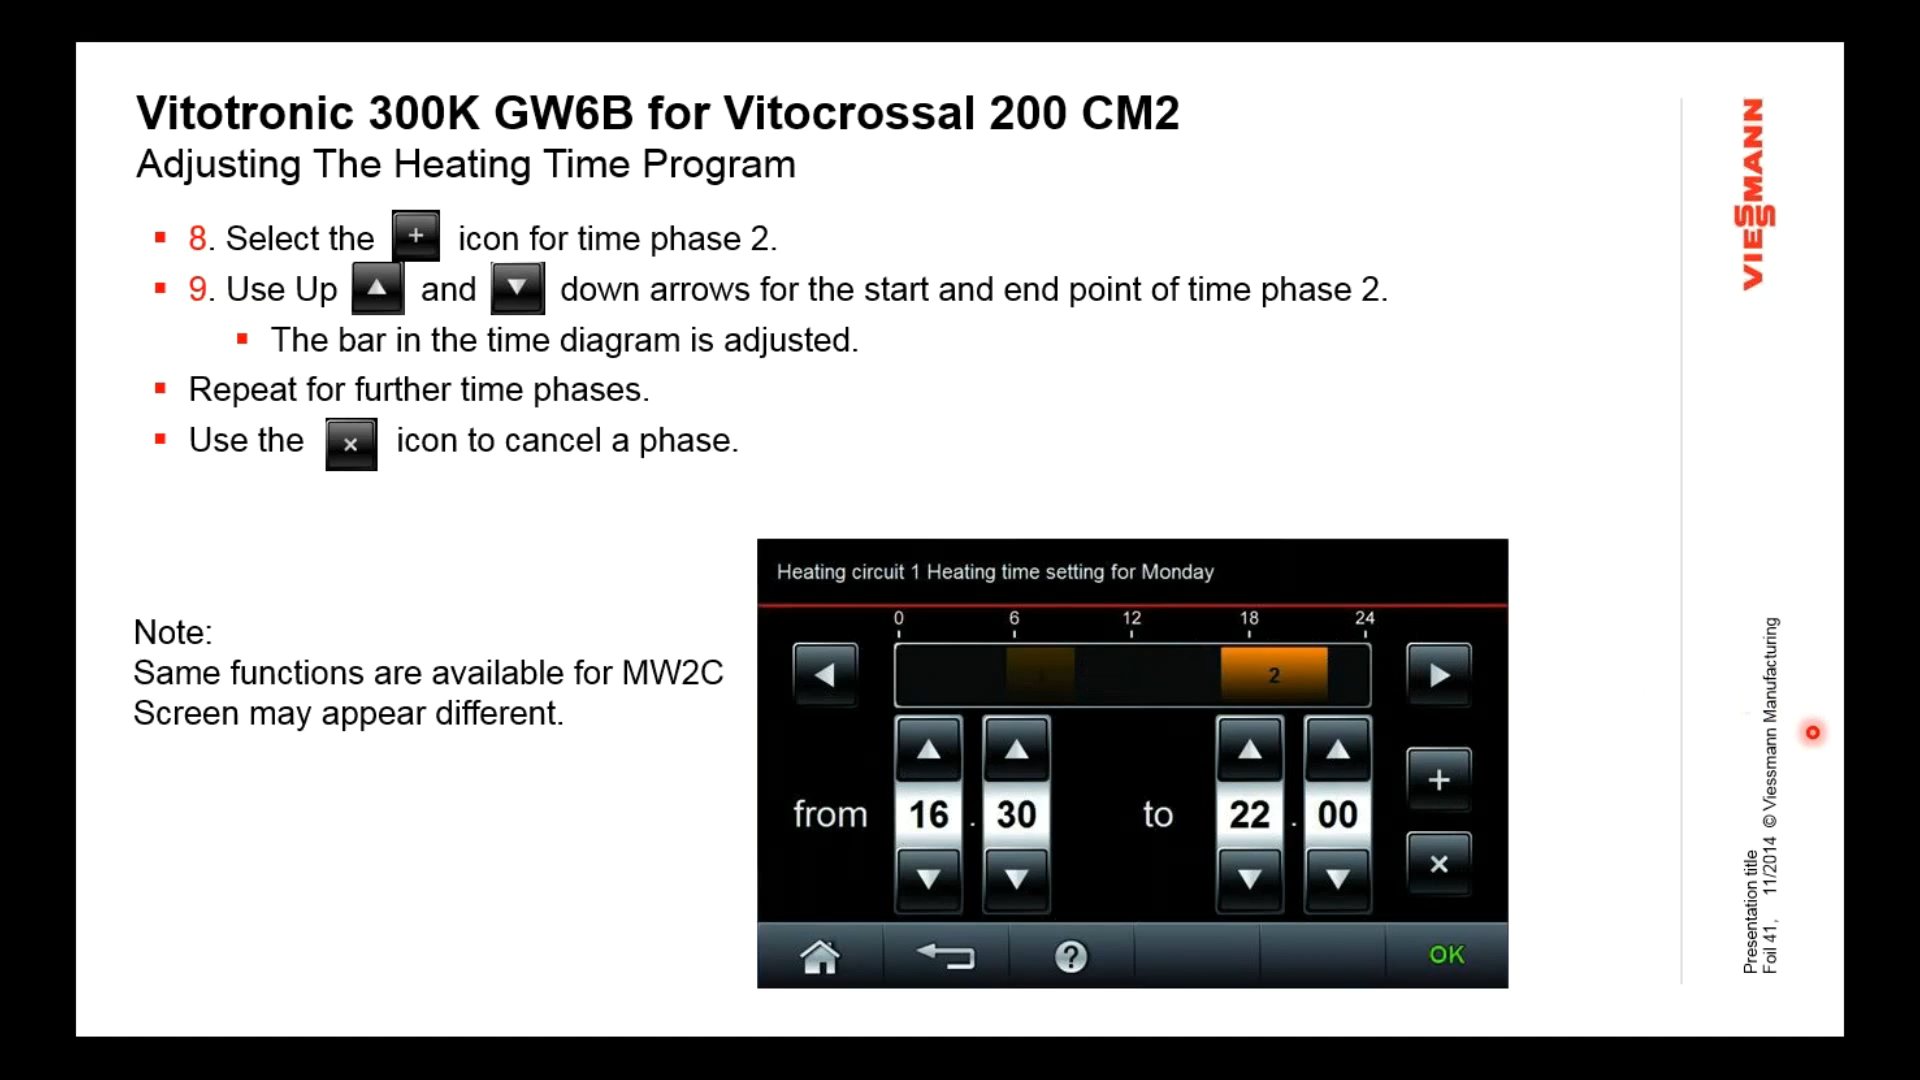 Vitotronic 300K GW6B for Vitocrossal 200 CM2
Adjusting The Heating Time Program
8. Select the + icon for time phase 2.
9. Use Up ▲ and ▼ down arrows for the start and end point of time phase 2.
The bar in the time diagram is adjusted.
Repeat for further time phases.
Use the × icon to cancel a phase.
Note:
Same functions are available for MW2C
Screen may appear different.
Heating circuit 1 Heating time setting for Monday
0 6 12 18 24
2
from 16 . 30 to 22 . 00
+
×
?
OK
VIESSMANN
Presentation title
Foil 41, 11/2014 © Viessmann Manufacturing